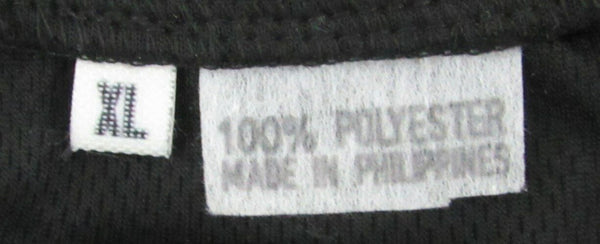 XL
100% POLYESTER
MADE IN PHILIPPINES